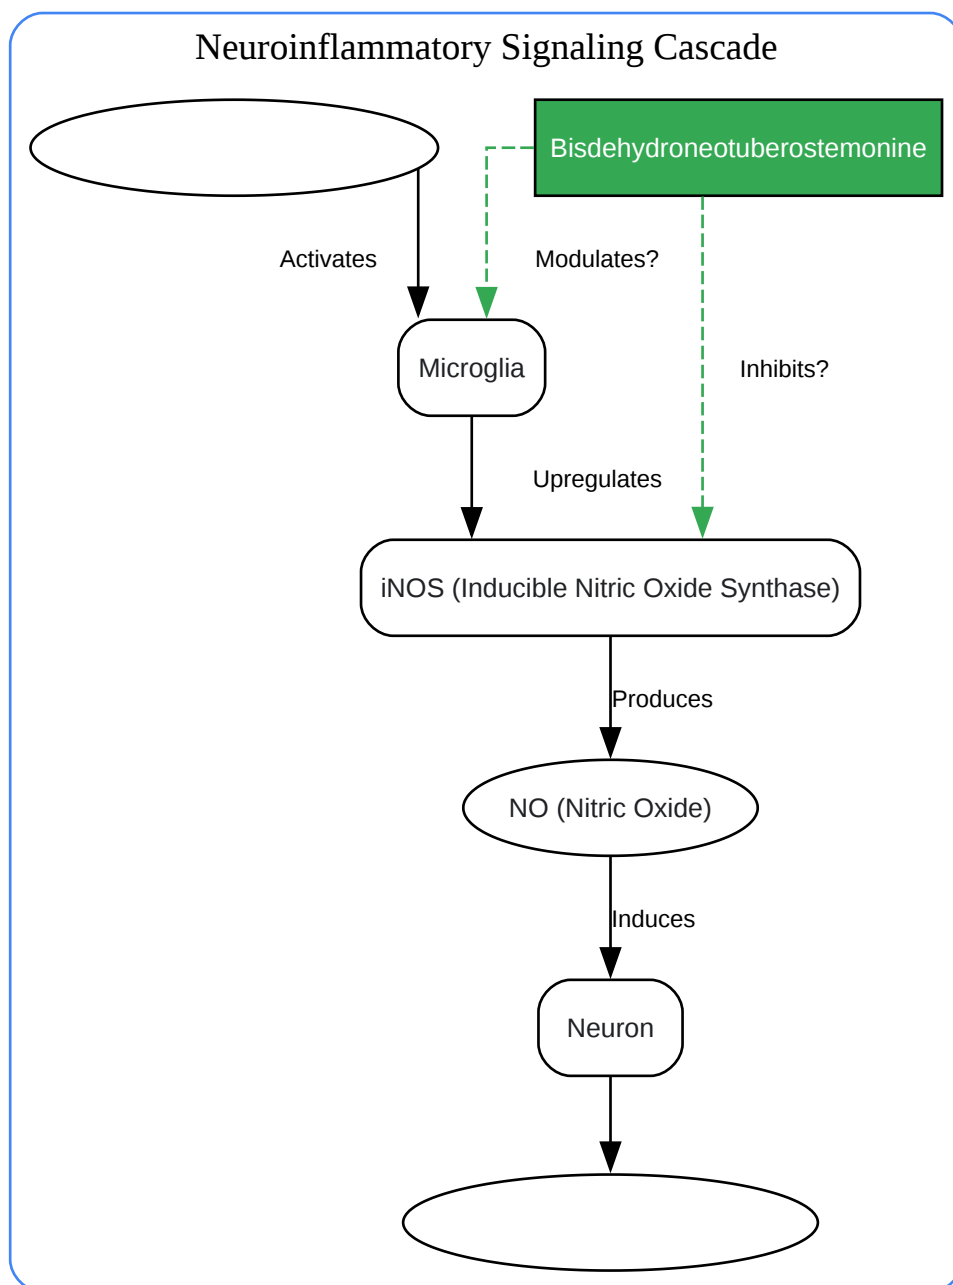 Neuroinflammatory Signaling Cascade
Bisdehydroneotuberostemonine
Activates
Modulates?
Microglia
Inhibits?
Upregulates
iNOS (Inducible Nitric Oxide Synthase)
Produces
NO (Nitric Oxide)
Induces
Neuron